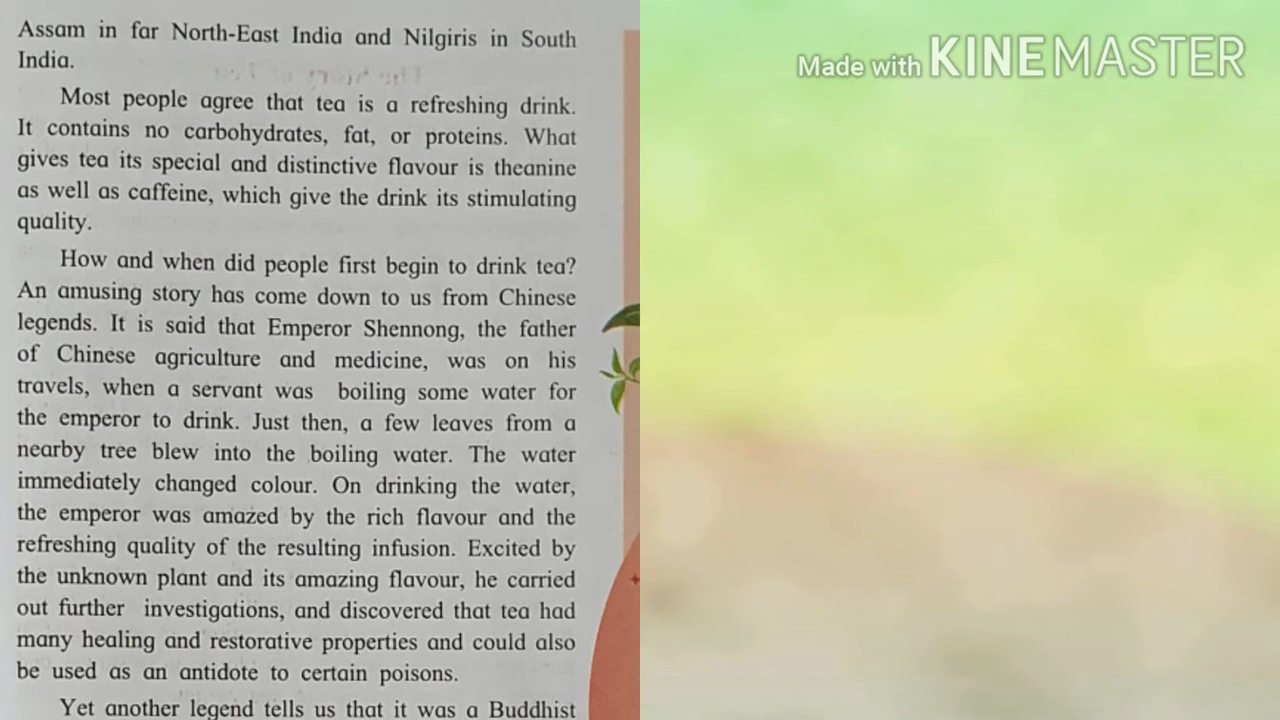 Assam in far North-East India and Nilgiris in South
India.
Most people agree that tea is a refreshing drink.
It contains no carbohydrates, fat, or proteins. What
gives tea its special and distinctive flavour is theanine
as well as caffeine, which give the drink its stimulating
quality.
How and when did people first begin to drink tea?
An amusing story has come down to us from Chinese
legends. It is said that Emperor Shennong, the father
of Chinese agriculture and medicine, was on his
travels, when a servant was boiling some water for
the emperor to drink. Just then, a few leaves from a
nearby tree blew into the boiling water. The water
immediately changed colour. On drinking the water,
the emperor was amazed by the rich flavour and the
refreshing quality of the resulting infusion. Excited by
the unknown plant and its amazing flavour, he carried
out further investigations, and discovered that tea had
many healing and restorative properties and could also
be used as an antidote to certain poisons.
Yet another legend tells us that it was a Buddhist
Made with KINEMASTER